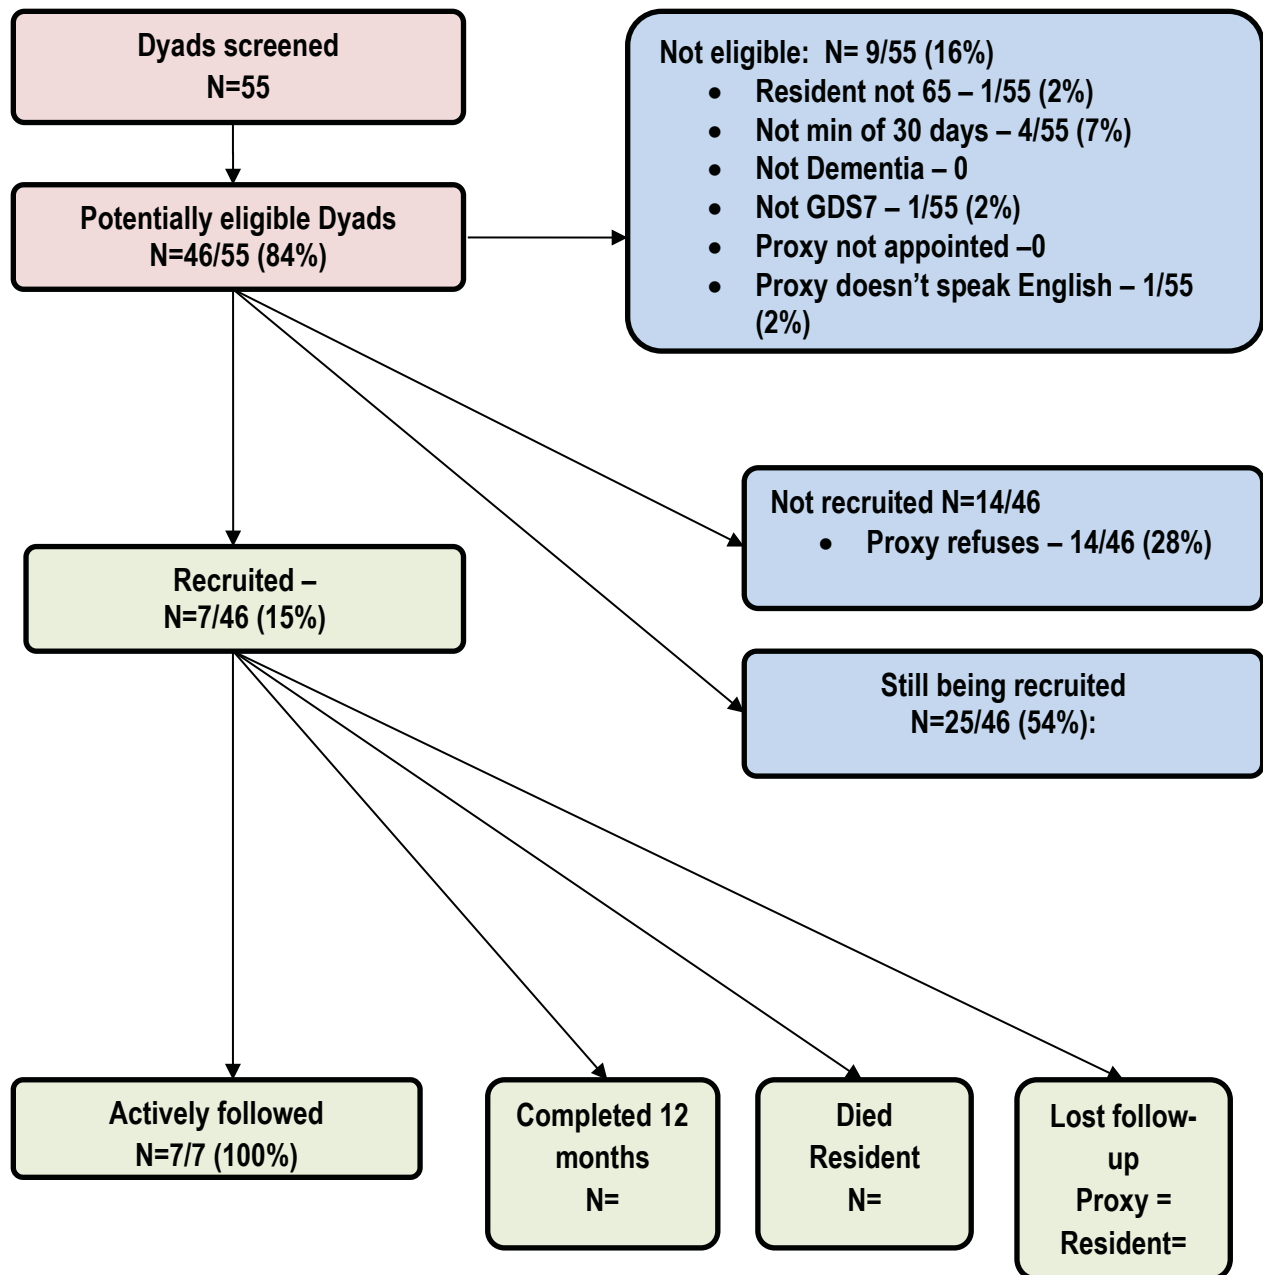 Dyads screened
N=55
Not eligible:  N= 9/55 (16%)
• Resident not 65 – 1/55 (2%)
• Not min of 30 days – 4/55 (7%)
• Not Dementia – 0
• Not GDS7 – 1/55 (2%)
• Proxy not appointed –0
• Proxy doesn’t speak English – 1/55
(2%)
Potentially eligible Dyads
N=46/55 (84%)
Not recruited N=14/46
• Proxy refuses – 14/46 (28%)
Recruited –
N=7/46 (15%)
Still being recruited
N=25/46 (54%):
Actively followed
N=7/7 (100%)
Completed 12
months
N=
Died
Resident
N=
Lost follow-
up
Proxy =
Resident=